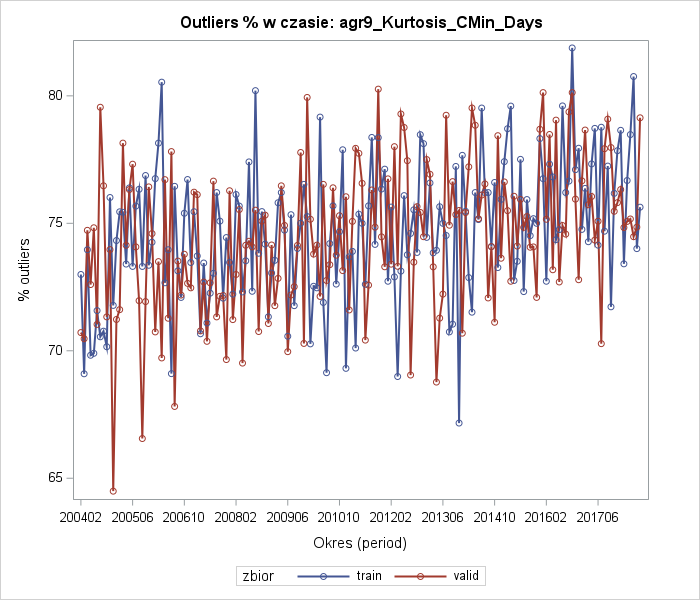 Outliers % w czasie: agr9_Kurtosis_CMin_Days
% outliers
80
75
70
65
200402 200506 200610 200802 200906 201010 201202 201306 201410 201602 201706
Okres (period)
zbior train valid